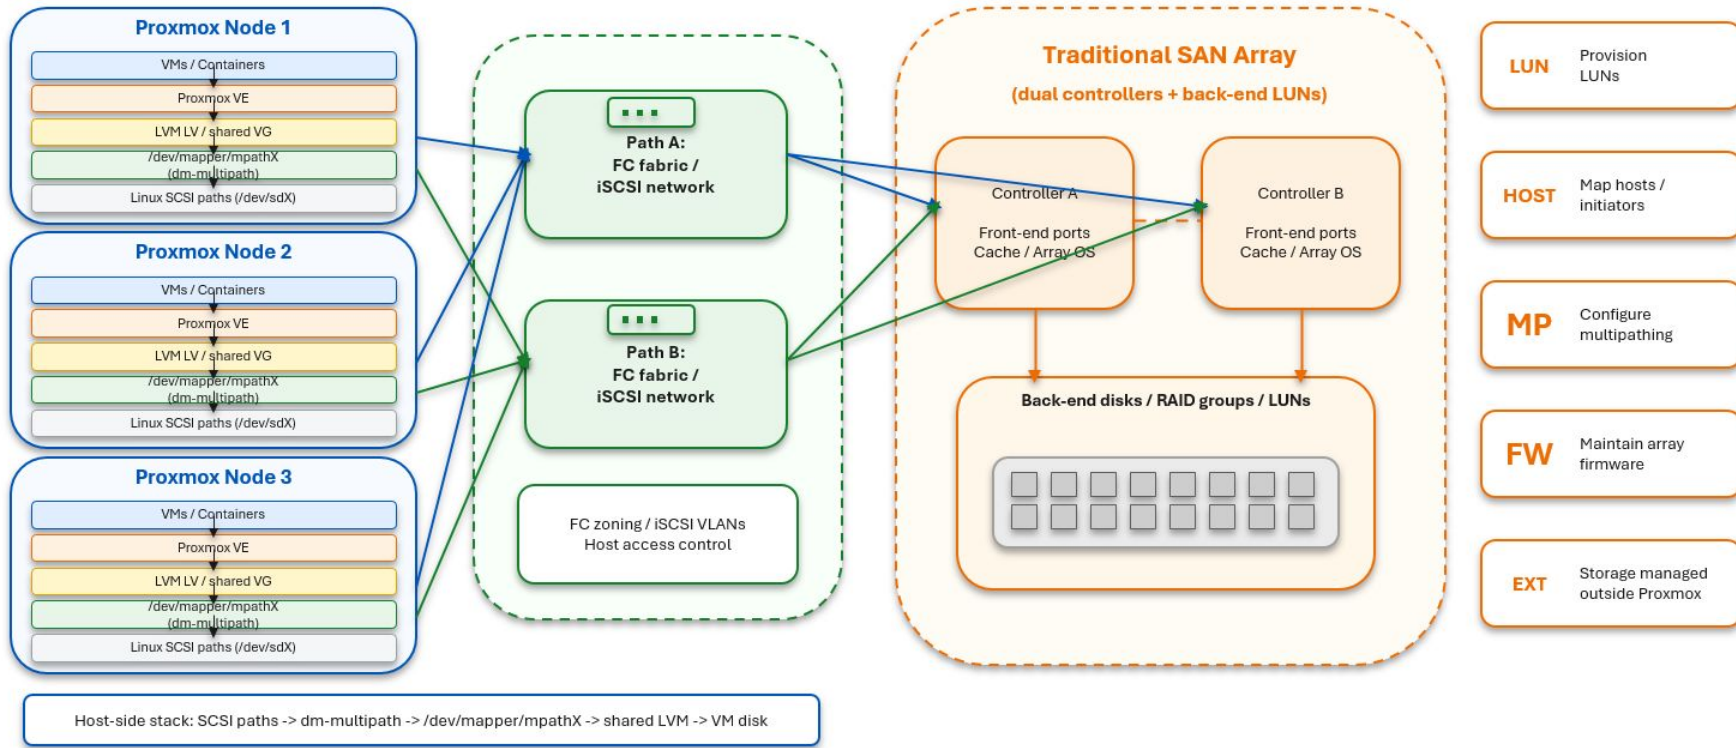 Proxmox Node 1
VMs / Containers
Proxmox VE
LVM LV / shared VG
/dev/mapper/mpathX
(dm-multipath)
Linux SCSI paths (/dev/sdX)
Proxmox Node 2
VMs / Containers
Proxmox VE
LVM LV / shared VG
/dev/mapper/mpathX
(dm-multipath)
Linux SCSI paths (/dev/sdX)
Proxmox Node 3
VMs / Containers
Proxmox VE
LVM LV / shared VG
/dev/mapper/mpathX
(dm-multipath)
Linux SCSI paths (/dev/sdX)
Host-side stack: SCSI paths -> dm-multipath -> /dev/mapper/mpathX -> shared LVM -> VM disk
Path A:
FC fabric /
iSCSI network
Path B:
FC fabric /
iSCSI network
FC zoning / iSCSI VLANs
Host access control
Traditional SAN Array
(dual controllers + back-end LUNs)
Controller A
Front-end ports
Cache / Array OS
Controller B
Front-end ports
Cache / Array OS
Back-end disks / RAID groups / LUNs
LUN
Provision
LUNs
HOST
Map hosts /
initiators
MP
Configure
multipathing
FW
Maintain array
firmware
EXT
Storage managed
outside Proxmox